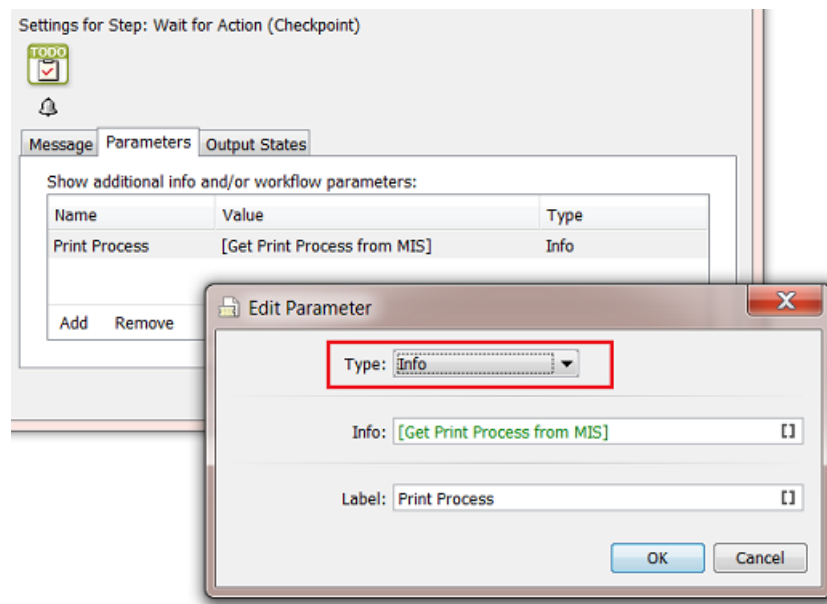 Settings for Step: Wait for Action (Checkpoint)
TODO
Message Parameters Output States
Show additional info and/or workflow parameters:
Name Value Type
Print Process [Get Print Process from MIS] Info
Add Remove
Edit Parameter
Type: Info
Info: [Get Print Process from MIS] []
Label: Print Process []
OK Cancel